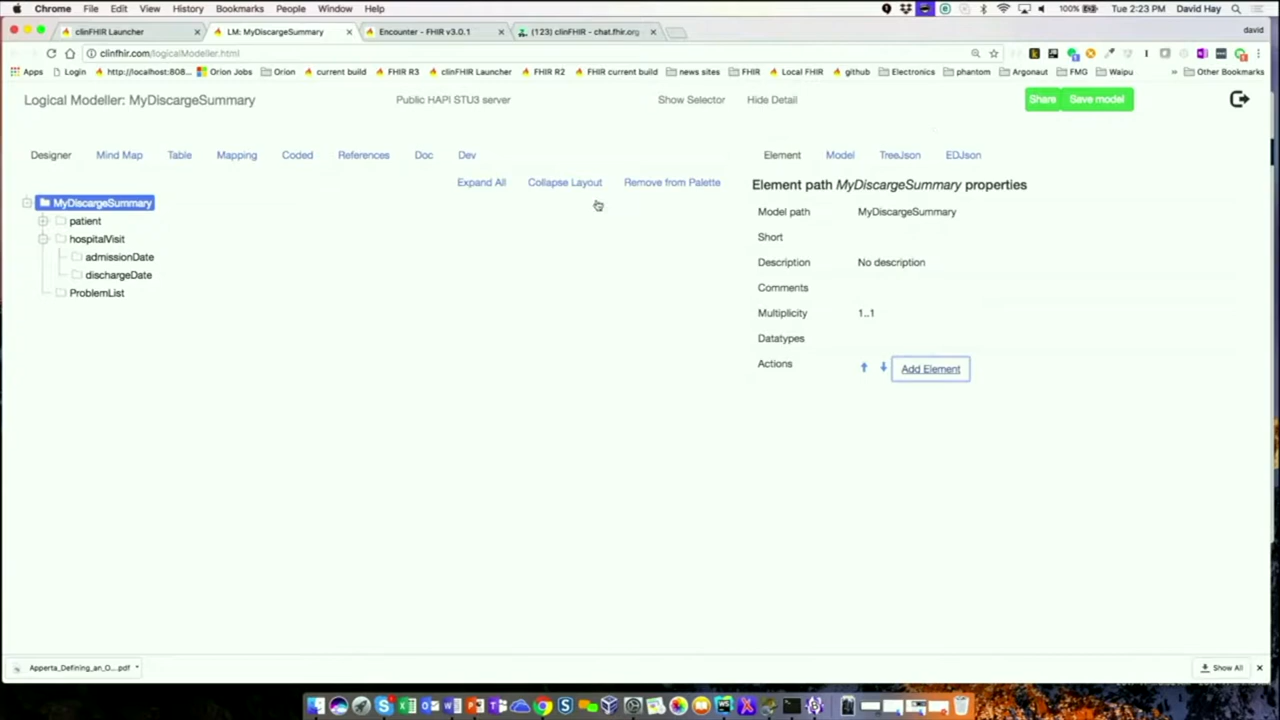 Chrome File Edit View History Bookmarks People Window Help 100% Tue 2:23 PM David Hay
clinFHIR Launcher LM: MyDiscargeSummary Encounter - FHIR v3.0.1 (123) clinFHIR - chat.fhir.org david
clinfhir.com/logicalModeller.html
Apps Login http://localhost:808... Orion Jobs Orion current build FHIR R3 clinFHIR Launcher FHIR R2 FHIR current build news sites FHIR Local FHIR github Electronics phantom Argonaut FMG Waipu » Other Bookmarks
Logical Modeller: MyDiscargeSummary Public HAPI STU3 server Show Selector Hide Detail Share Save model
Designer Mind Map Table Mapping Coded References Doc Dev Element Model TreeJson EDJson
Expand All Collapse Layout Remove from Palette
Element path MyDiscargeSummary properties
MyDiscargeSummary
patient
hospitalVisit
admissionDate
dischargeDate
ProblemList
Model path MyDiscargeSummary
Short
Description No description
Comments
Multiplicity 1..1
Datatypes
Actions Add Element
Apperta_Defining_an_O....pdf Show All